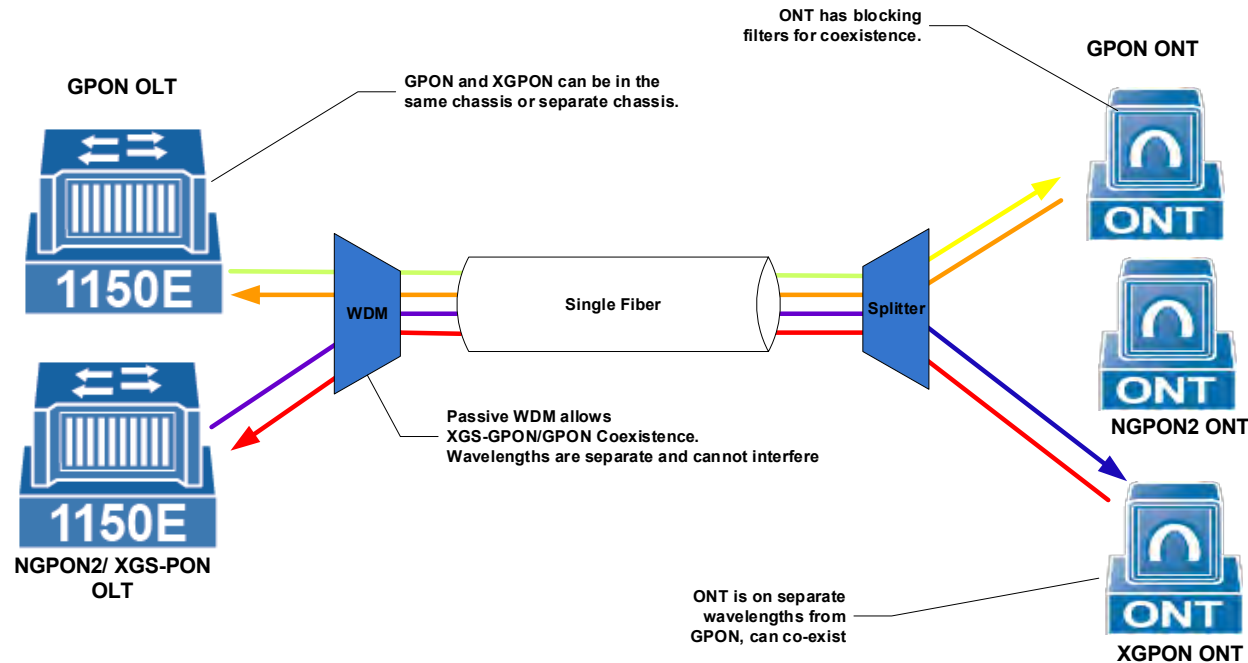 ONT has blocking
filters for coexistence.
GPON ONT
GPON OLT
GPON and XGPON can be in the
same chassis or separate chassis.
ONT
1150E
WDM
Single Fiber
Splitter
ONT
NGPON2 ONT
Passive WDM allows
XGS-GPON/GPON Coexistence.
Wavelengths are separate and cannot interfere
1150E
NGPON2/ XGS-PON
OLT
ONT is on separate
wavelengths from
GPON, can co-exist
ONT
XGPON ONT